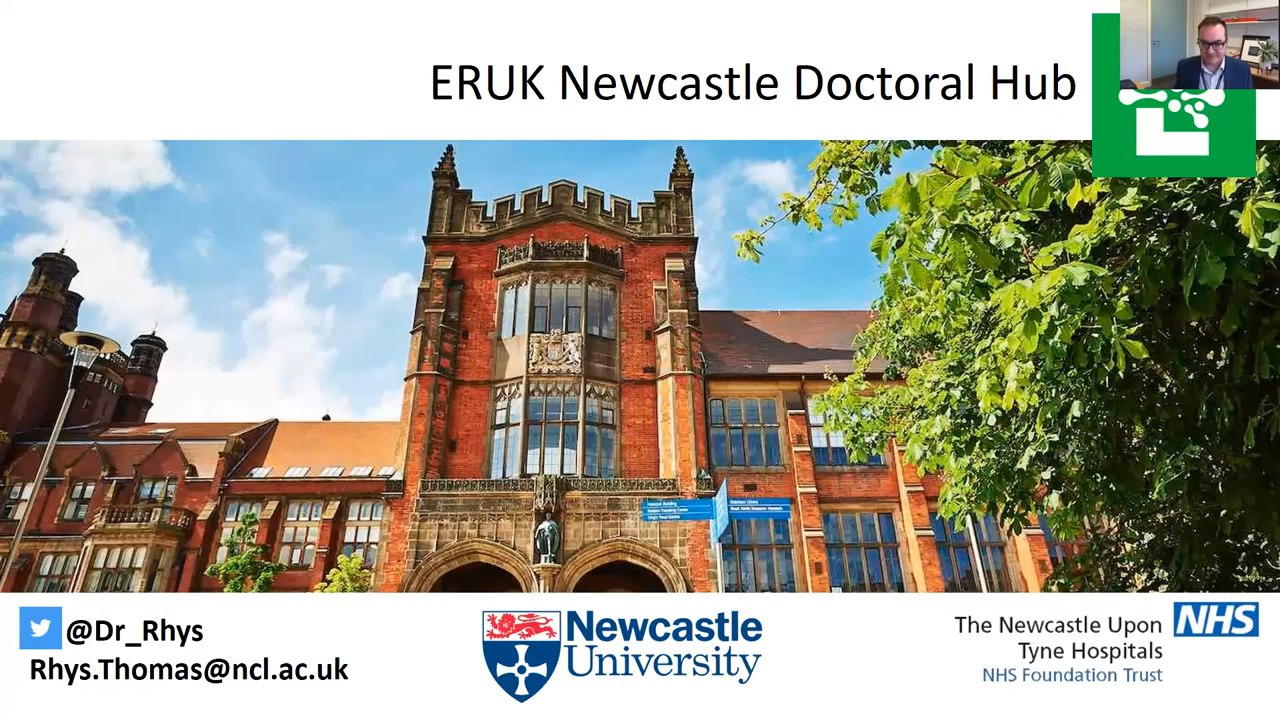 ERUK Newcastle Doctoral Hub
@Dr_Rhys
Rhys.Thomas@ncl.ac.uk
Newcastle
University
The Newcastle Upon
Tyne Hospitals
NHS Foundation Trust
NHS